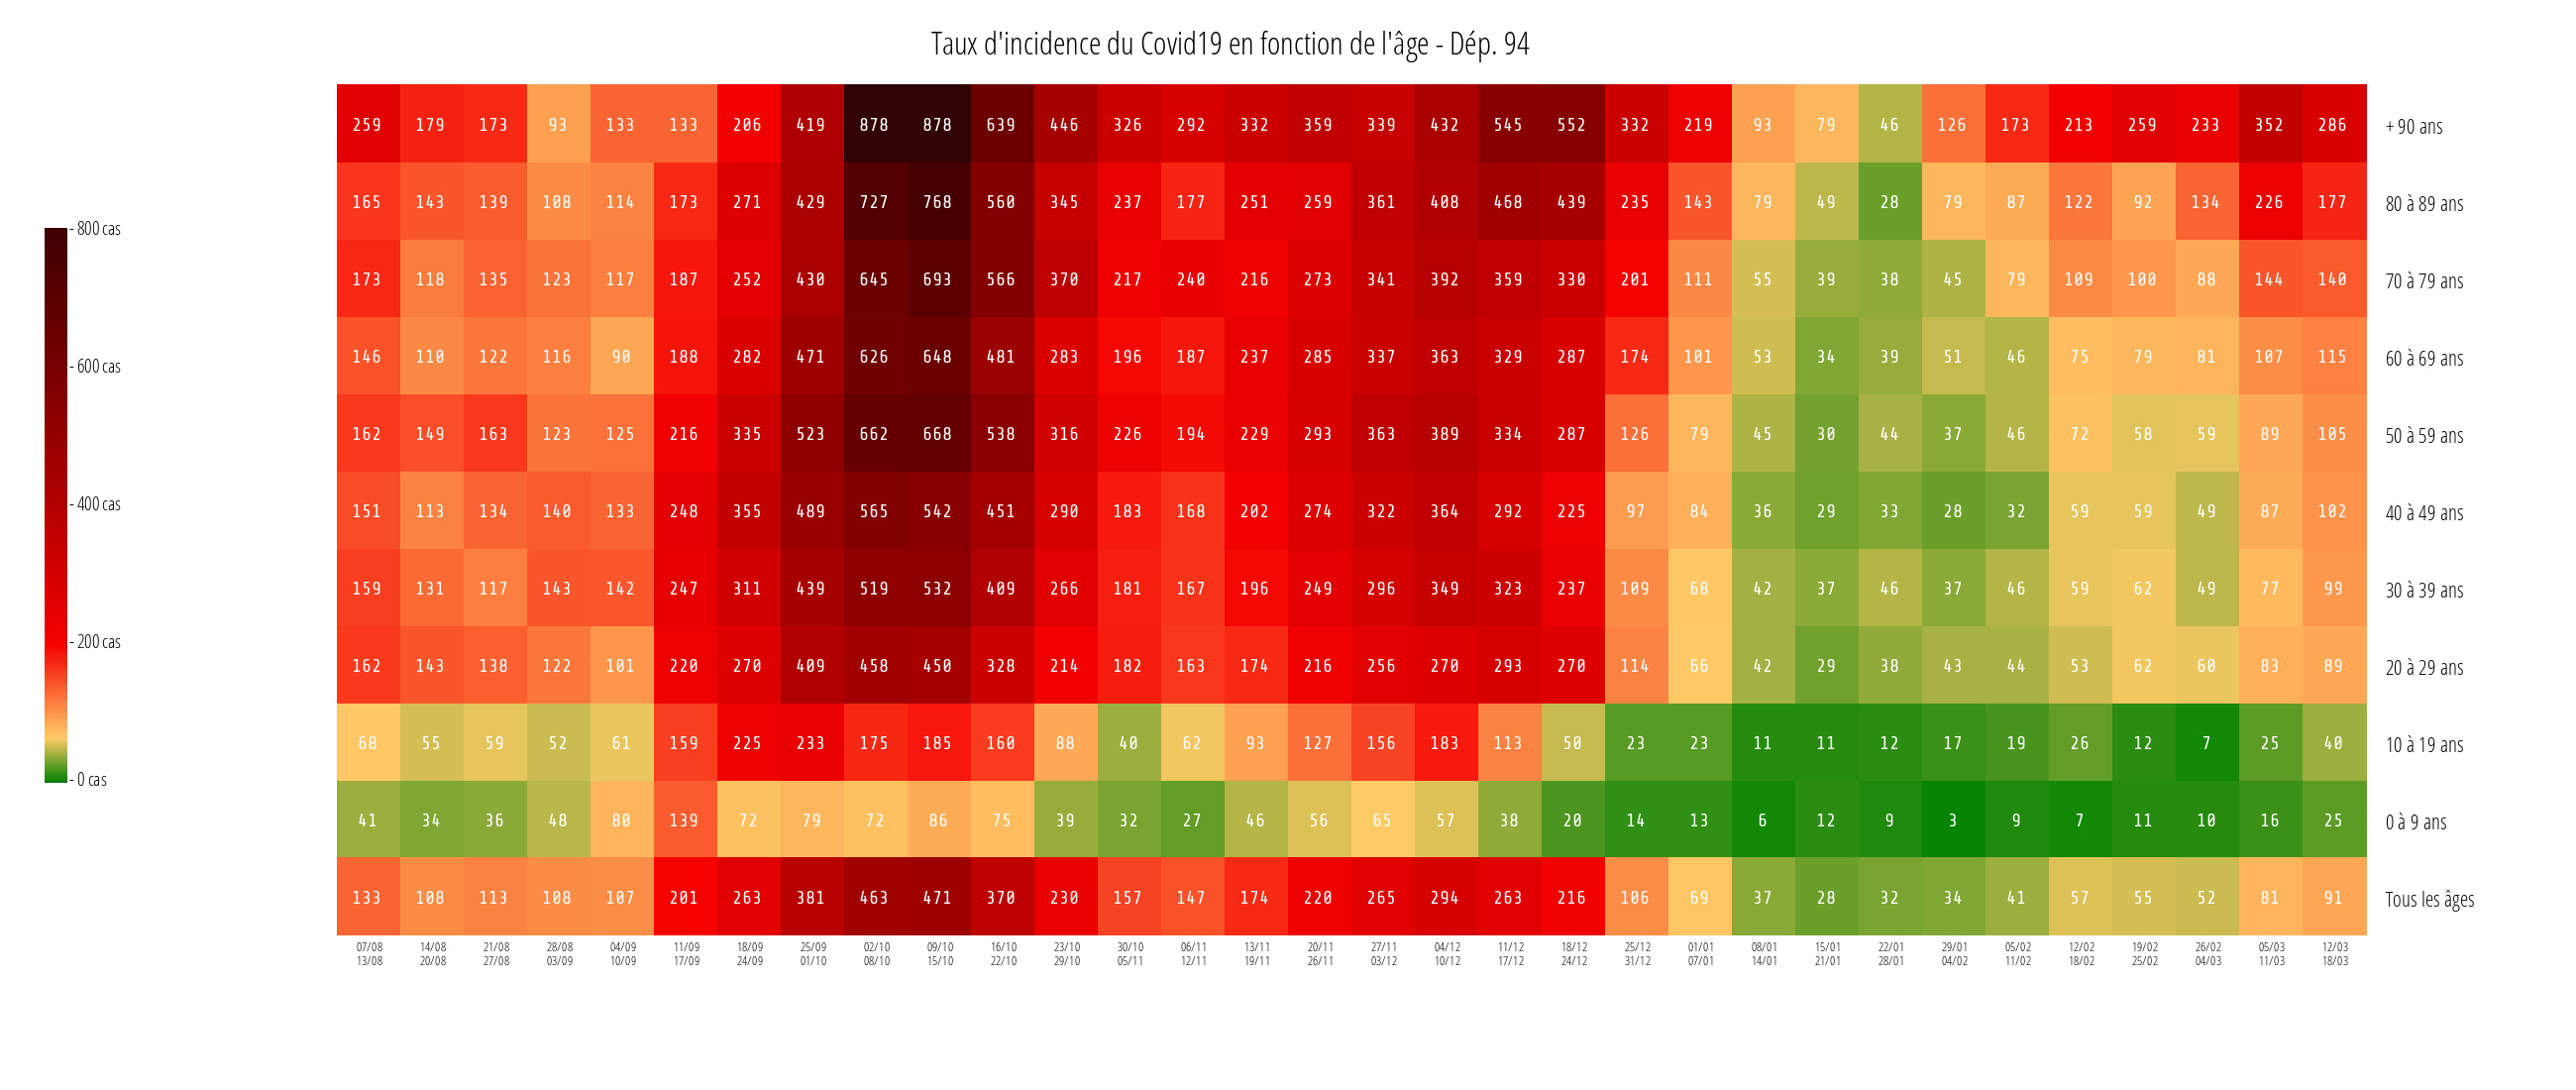 Taux d'incidence du Covid19 en fonction de l'âge - Dép. 94
- 800 cas
- 600 cas
- 400 cas
- 200 cas
- 0 cas
259 179 173 93 133 133 206 419 878 878 639 446 326 292 332 359 339 432 545 552 332 219 93 79 46 126 173 213 259 233 352 286 + 90 ans
165 143 139 108 114 173 271 429 727 768 560 345 237 177 251 259 361 408 468 439 235 143 79 49 28 79 87 122 92 134 226 177 80 à 89 ans
173 118 135 123 117 187 252 430 645 693 566 370 217 240 216 273 341 392 359 330 201 111 55 39 38 45 79 109 100 88 144 140 70 à 79 ans
146 110 122 116 90 188 282 471 626 648 481 283 196 187 237 285 337 363 329 287 174 101 53 34 39 51 46 75 79 81 107 115 60 à 69 ans
162 149 163 123 125 216 335 523 662 668 538 316 226 194 229 293 363 389 334 287 126 79 45 30 44 37 46 72 58 59 89 105 50 à 59 ans
151 113 134 140 133 248 355 489 565 542 451 290 183 168 202 274 322 364 292 225 97 84 36 29 33 28 32 59 59 49 87 102 40 à 49 ans
159 131 117 143 142 247 311 439 519 532 409 266 181 167 196 249 296 349 323 237 109 68 42 37 46 37 46 59 62 49 77 99 30 à 39 ans
162 143 138 122 101 220 270 409 458 450 328 214 182 163 174 216 256 270 293 270 114 66 42 29 38 43 44 53 62 60 83 89 20 à 29 ans
68 55 59 52 61 159 225 233 175 185 160 88 40 62 93 127 156 183 113 50 23 23 11 11 12 17 19 26 12 7 25 40 10 à 19 ans
41 34 36 48 80 139 72 79 72 86 75 39 32 27 46 56 65 57 38 20 14 13 6 12 9 3 9 7 11 10 16 25 0 à 9 ans
133 108 113 108 107 201 263 381 463 471 370 230 157 147 174 220 265 294 263 216 106 69 37 28 32 34 41 57 55 52 81 91 Tous les âges
07/08 14/08 21/08 28/08 04/09 11/09 18/09 25/09 02/10 09/10 16/10 23/10 30/10 06/11 13/11 20/11 27/11 04/12 11/12 18/12 25/12 01/01 08/01 15/01 22/01 29/01 05/02 12/02 19/02 26/02 05/03 12/03
13/08 20/08 27/08 03/09 10/09 17/09 24/09 01/10 08/10 15/10 22/10 29/10 05/11 12/11 19/11 26/11 03/12 10/12 17/12 24/12 31/12 07/01 14/01 21/01 28/01 04/02 11/02 18/02 25/02 04/03 11/03 18/03